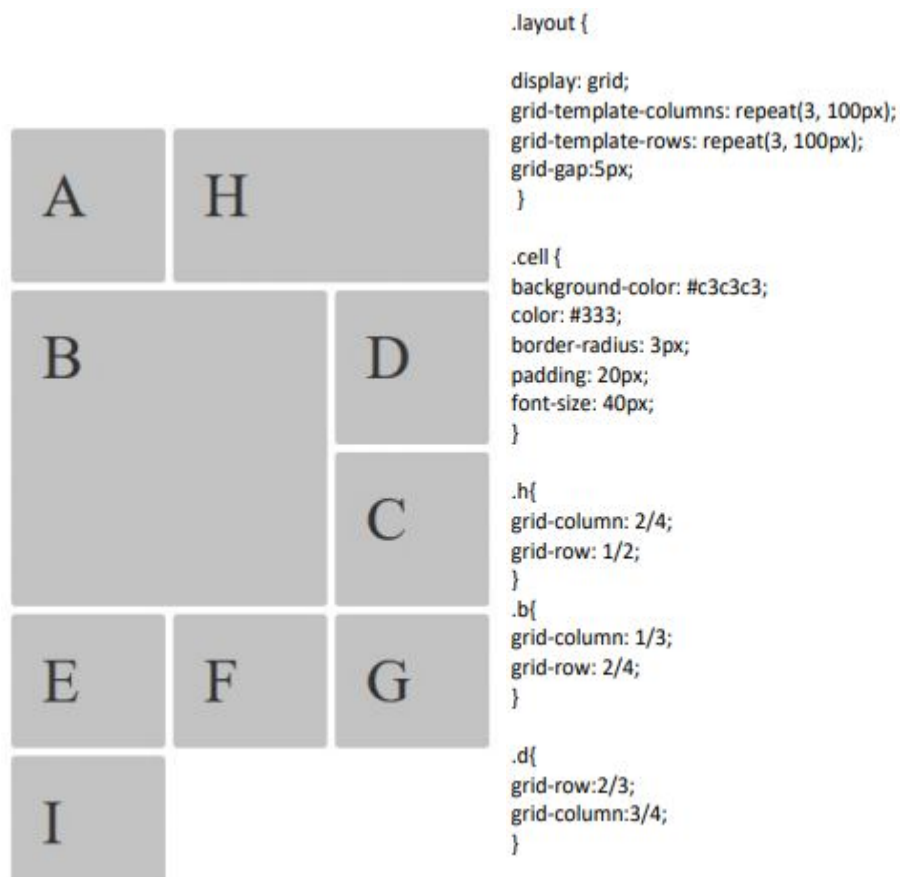 A
H
B
D
C
E
F
G
I
.layout {
display: grid;
grid-template-columns: repeat(3, 100px);
grid-template-rows: repeat(3, 100px);
grid-gap:5px;
}
.cell {
background-color: #c3c3c3;
color: #333;
border-radius: 3px;
padding: 20px;
font-size: 40px;
}
.h{
grid-column: 2/4;
grid-row: 1/2;
}
.b{
grid-column: 1/3;
grid-row: 2/4;
}
.d{
grid-row:2/3;
grid-column:3/4;
}